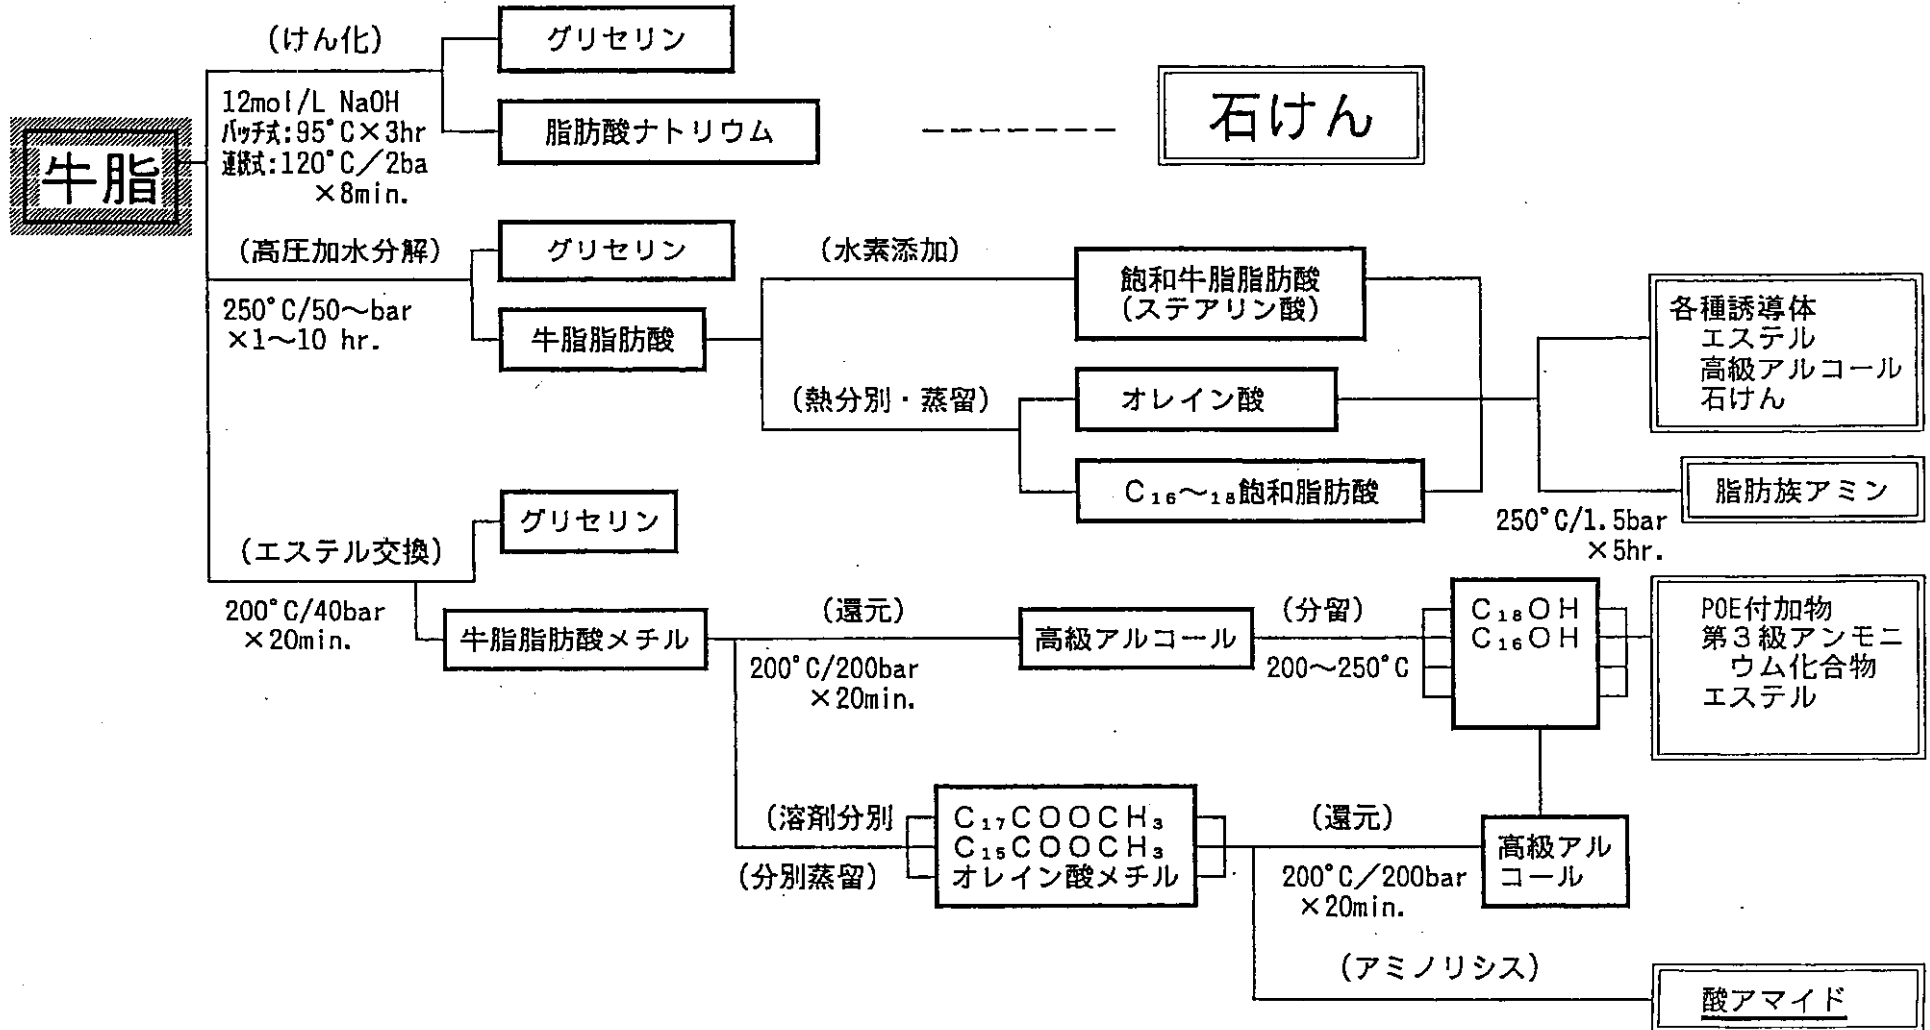 牛脂
(けん化)
12mol/L NaOH
バッチ式:95°C×3hr
連続式:120°C/2ba
×8min.
グリセリン
脂肪酸ナトリウム
石けん
(高圧加水分解)
250°C/50~bar
×1~10 hr.
グリセリン
牛脂脂肪酸
(水素添加)
飽和牛脂脂肪酸
(ステアリン酸)
(熱分別・蒸留)
オレイン酸
C₁₆~₁₈飽和脂肪酸
各種誘導体
エステル
高級アルコール
石けん
脂肪族アミン
250°C/1.5bar
×5hr.
(エステル交換)
200°C/40bar
×20min.
グリセリン
牛脂脂肪酸メチル
(還元)
200°C/200bar
×20min.
高級アルコール
(分留)
200~250°C
C₁₈OH
C₁₆OH
POE付加物
第3級アンモニ
ウム化合物
エステル
(溶剤分別
(分別蒸留)
C₁₇COOCH₃
C₁₅COOCH₃
オレイン酸メチル
(還元)
200°C/200bar
×20min.
高級アル
コール
(アミノリシス)
酸アマイド